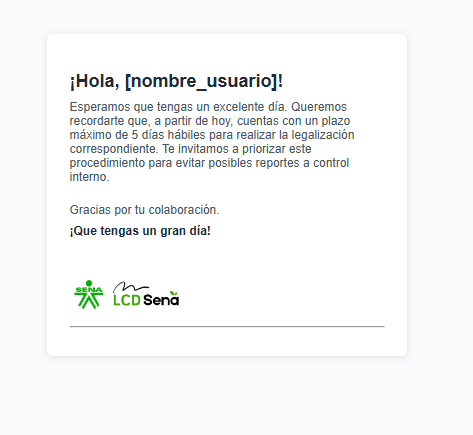 ¡Hola, [nombre_usuario]!
Esperamos que tengas un excelente día. Queremos
recordarte que, a partir de hoy, cuentas con un plazo
máximo de 5 días hábiles para realizar la legalización
correspondiente. Te invitamos a priorizar este
procedimiento para evitar posibles reportes a control
interno.
Gracias por tu colaboración.
¡Que tengas un gran día!
SENA
LCD Sena